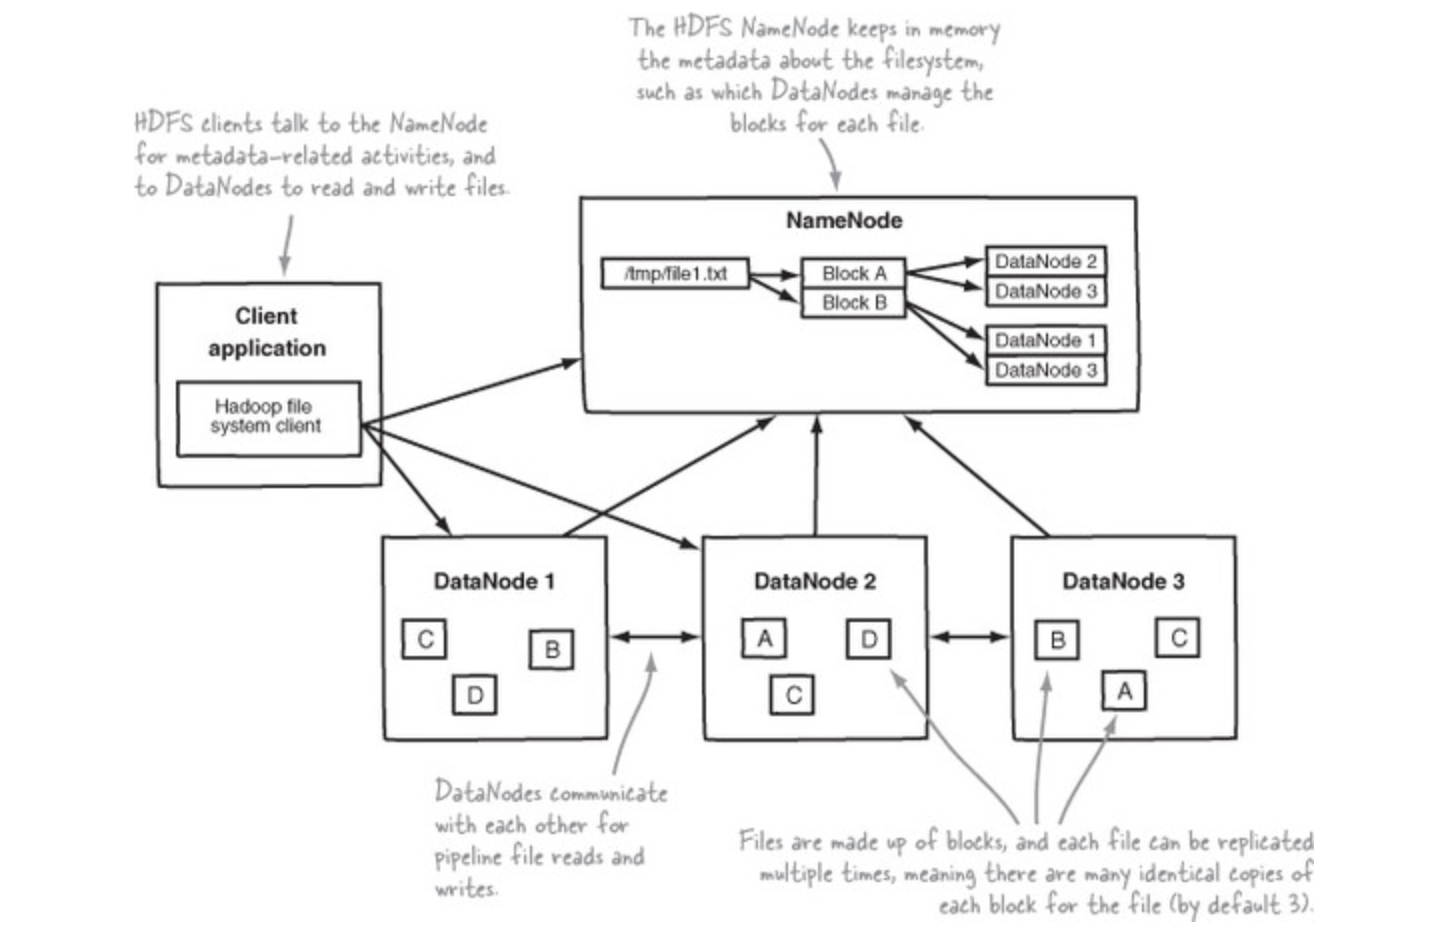 The HDFS NameNode keeps in memory
the metadata about the filesystem,
such as which DataNodes manage the
blocks for each file.
HDFS clients talk to the NameNode
for metadata-related activities, and
to DataNodes to read and write files.
NameNode
/tmp/file1.txt
Block A
Block B
DataNode 2
DataNode 3
DataNode 1
DataNode 3
Client
application
Hadoop file
system client
DataNode 1
C
B
D
DataNode 2
A
D
C
DataNode 3
B
C
A
DataNodes communicate
with each other for
pipeline file reads and
writes.
Files are made up of blocks, and each file can be replicated
multiple times, meaning there are many identical copies of
each block for the file (by default 3).